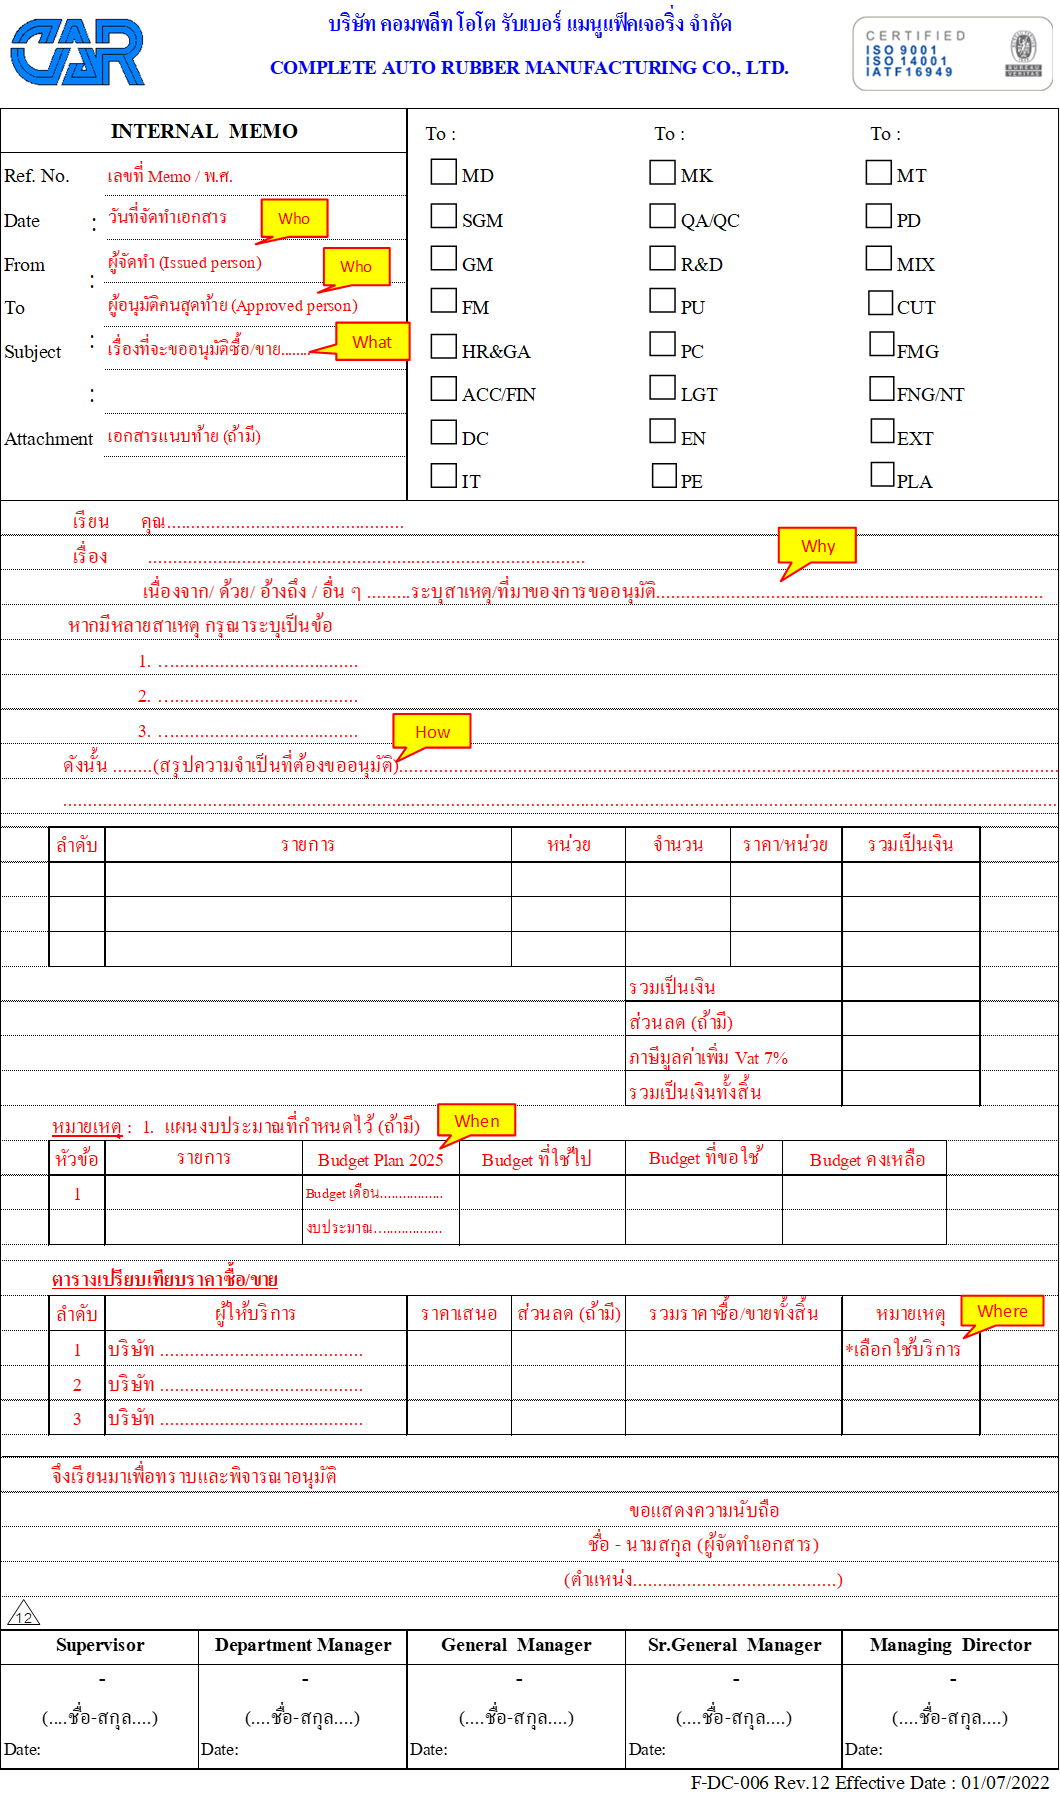 CAR
บริษัท คอมพลีท โอโต รับเบอร์ แมนูแฟ็คเจอริ่ง จำกัด
COMPLETE AUTO RUBBER MANUFACTURING CO., LTD.
CERTIFIED
ISO 9001
ISO 14001
IATF16949
BUREAU VERITAS
INTERNAL MEMO
Ref. No. เลขที่ Memo / พ.ศ.
Date : วันที่จัดทำเอกสาร
Who
From : ผู้จัดทำ (Issued person)
Who
To : ผู้อนุมัติคนสุดท้าย (Approved person)
Subject : เรื่องที่จะขออนุมัติซื้อ/ขาย........
What
Attachment เอกสารแนบท้าย (ถ้ามี)
To : To : To :
MD MK MT
SGM QA/QC PD
GM R&D MIX
FM PU CUT
HR&GA PC FMG
ACC/FIN LGT FNG/NT
DC EN EXT
IT PE PLA
เรียน คุณ................................................
เรื่อง ........................................................................................
Why
เนื่องจาก/ ด้วย/ อ้างถึง / อื่น ๆ .........ระบุสาเหตุ/ที่มาของการขออนุมัติ..............................................................................
หากมีหลายสาเหตุ กรุณาระบุเป็นข้อ
1. ........................................
2. ........................................
3. ........................................
How
ดังนั้น ........(สรุปความจำเป็นที่ต้องขออนุมัติ)......................................................................................................................................
........................................................................................................................................................................................................
ลำดับ รายการ หน่วย จำนวน ราคา/หน่วย รวมเป็นเงิน
รวมเป็นเงิน
ส่วนลด (ถ้ามี)
ภาษีมูลค่าเพิ่ม Vat 7%
รวมเป็นเงินทั้งสิ้น
หมายเหตุ : 1. แผนงบประมาณที่กำหนดไว้ (ถ้ามี)
When
หัวข้อ รายการ Budget Plan 2025 Budget ที่ใช้ไป Budget ที่ขอใช้ Budget คงเหลือ
1 Budget เดือน.................
งบประมาณ..................
ตารางเปรียบเทียบราคาซื้อ/ขาย
ลำดับ ผู้ให้บริการ ราคาเสนอ ส่วนลด (ถ้ามี) รวมราคาซื้อ/ขายทั้งสิ้น หมายเหตุ
Where
1 บริษัท ......................................... *เลือกใช้บริการ
2 บริษัท .........................................
3 บริษัท .........................................
จึงเรียนมาเพื่อทราบและพิจารณาอนุมัติ
ขอแสดงความนับถือ
ชื่อ - นามสกุล (ผู้จัดทำเอกสาร)
(ตำแหน่ง.........................................)
12
Supervisor Department Manager General Manager Sr.General Manager Managing Director
- - - - -
(....ชื่อ-สกุล....) (....ชื่อ-สกุล....) (....ชื่อ-สกุล....) (....ชื่อ-สกุล....) (....ชื่อ-สกุล....)
Date: Date: Date: Date: Date:
F-DC-006 Rev.12 Effective Date : 01/07/2022